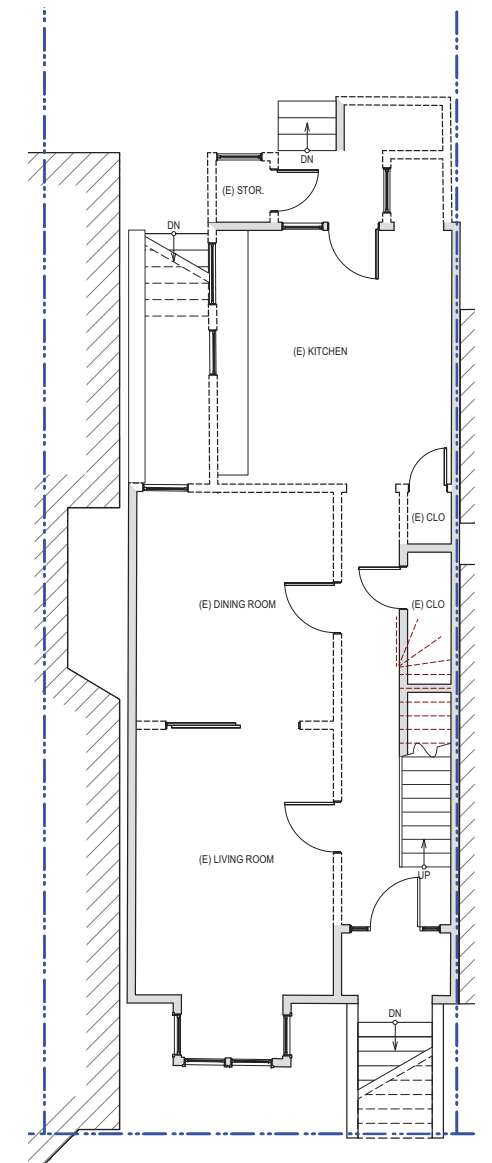 DN
(E) STOR.
DN
(E) KITCHEN
(E) CLO
(E) DINING ROOM
(E) CLO
(E) LIVING ROOM
UP
DN